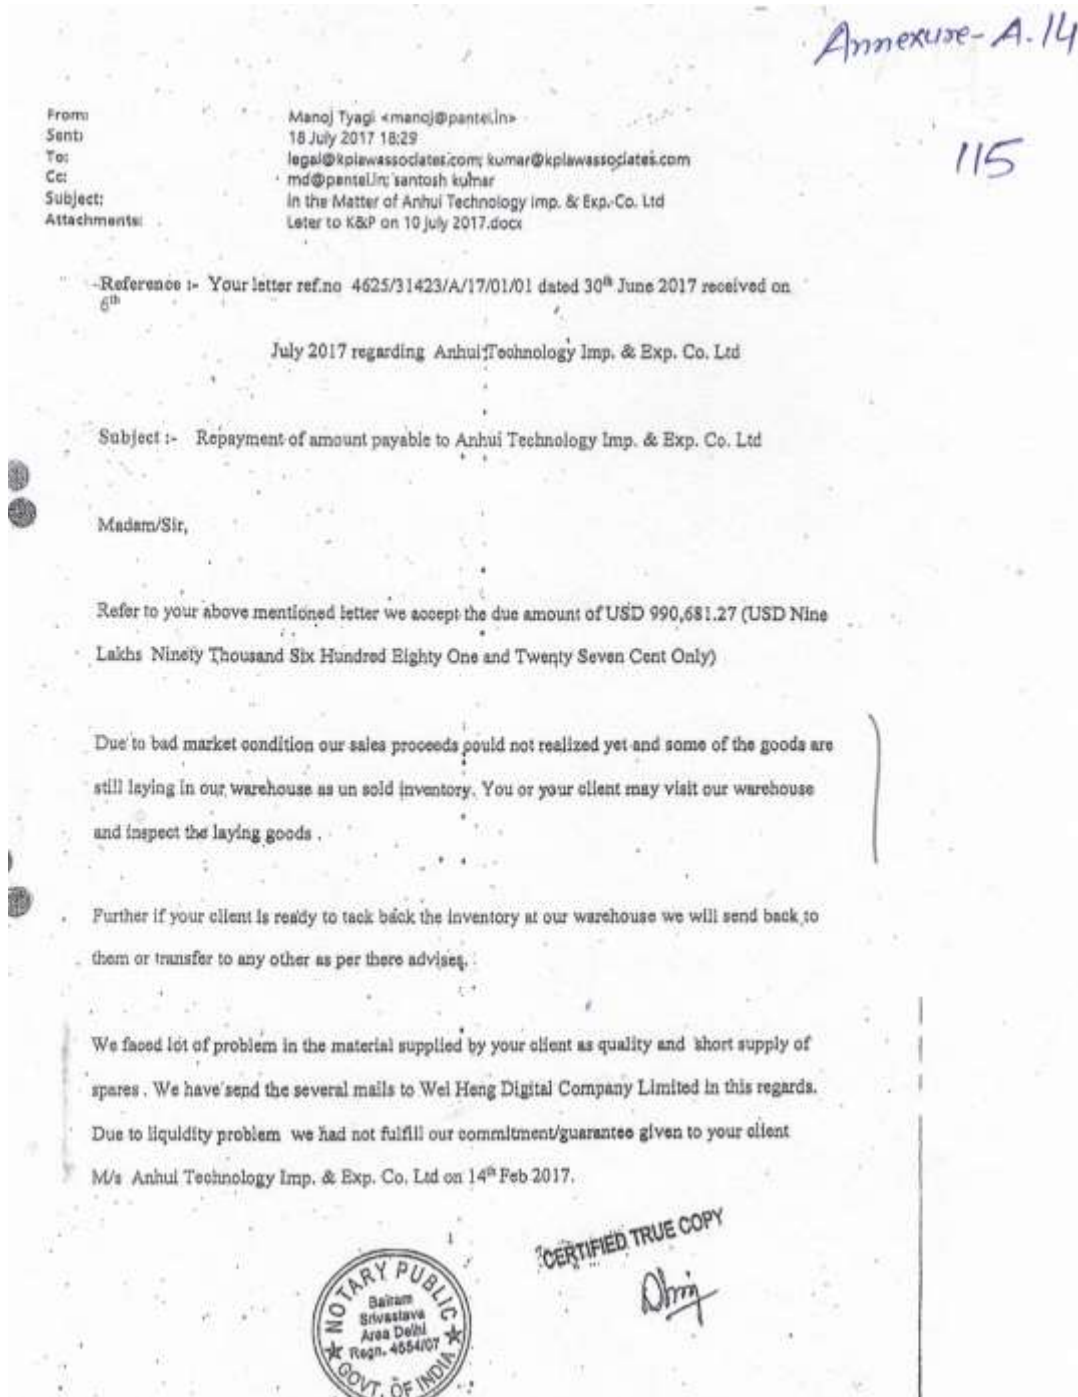 Annexure-A.14
115
From: Manoj Tyagi <manoj@pantel.in>
Sent: 18 July 2017 18:29
To: legal@kplawassociates.com; kumar@kplawassociates.com
Cc: md@pantel.in; santosh kumar
Subject: In the Matter of Anhui Technology Imp. & Exp. Co. Ltd
Attachments: Leter to K&P on 10 July 2017.docx
Reference :- Your letter ref.no 4625/31423/A/17/01/01 dated 30th June 2017 received on
6th
July 2017 regarding Anhui Technology Imp. & Exp. Co. Ltd
Subject :- Repayment of amount payable to Anhui Technology Imp. & Exp. Co. Ltd
Madam/Sir,
Refer to your above mentioned letter we accept the due amount of USD 990,681.27 (USD Nine
Lakhs Ninety Thousand Six Hundred Eighty One and Twenty Seven Cent Only)
Due to bad market condition our sales proceeds could not realized yet and some of the goods are
still laying in our warehouse as un sold inventory. You or your client may visit our warehouse
and inspect the laying goods .
Further if your client is ready to tack back the inventory at our warehouse we will send back to
them or transfer to any other as per there advises.
We faced lot of problem in the material supplied by your client as quality and short supply of
spares . We have send the several mails to Wei Heng Digital Company Limited in this regards.
Due to liquidity problem we had not fulfill our commitment/guarantee given to your client
M/s Anhui Technology Imp. & Exp. Co. Ltd on 14th Feb 2017.
CERTIFIED TRUE COPY
NOTARY PUBLIC
Balram
Srivastava
Area Delhi
Regn. 4554/07
GOVT. OF INDIA